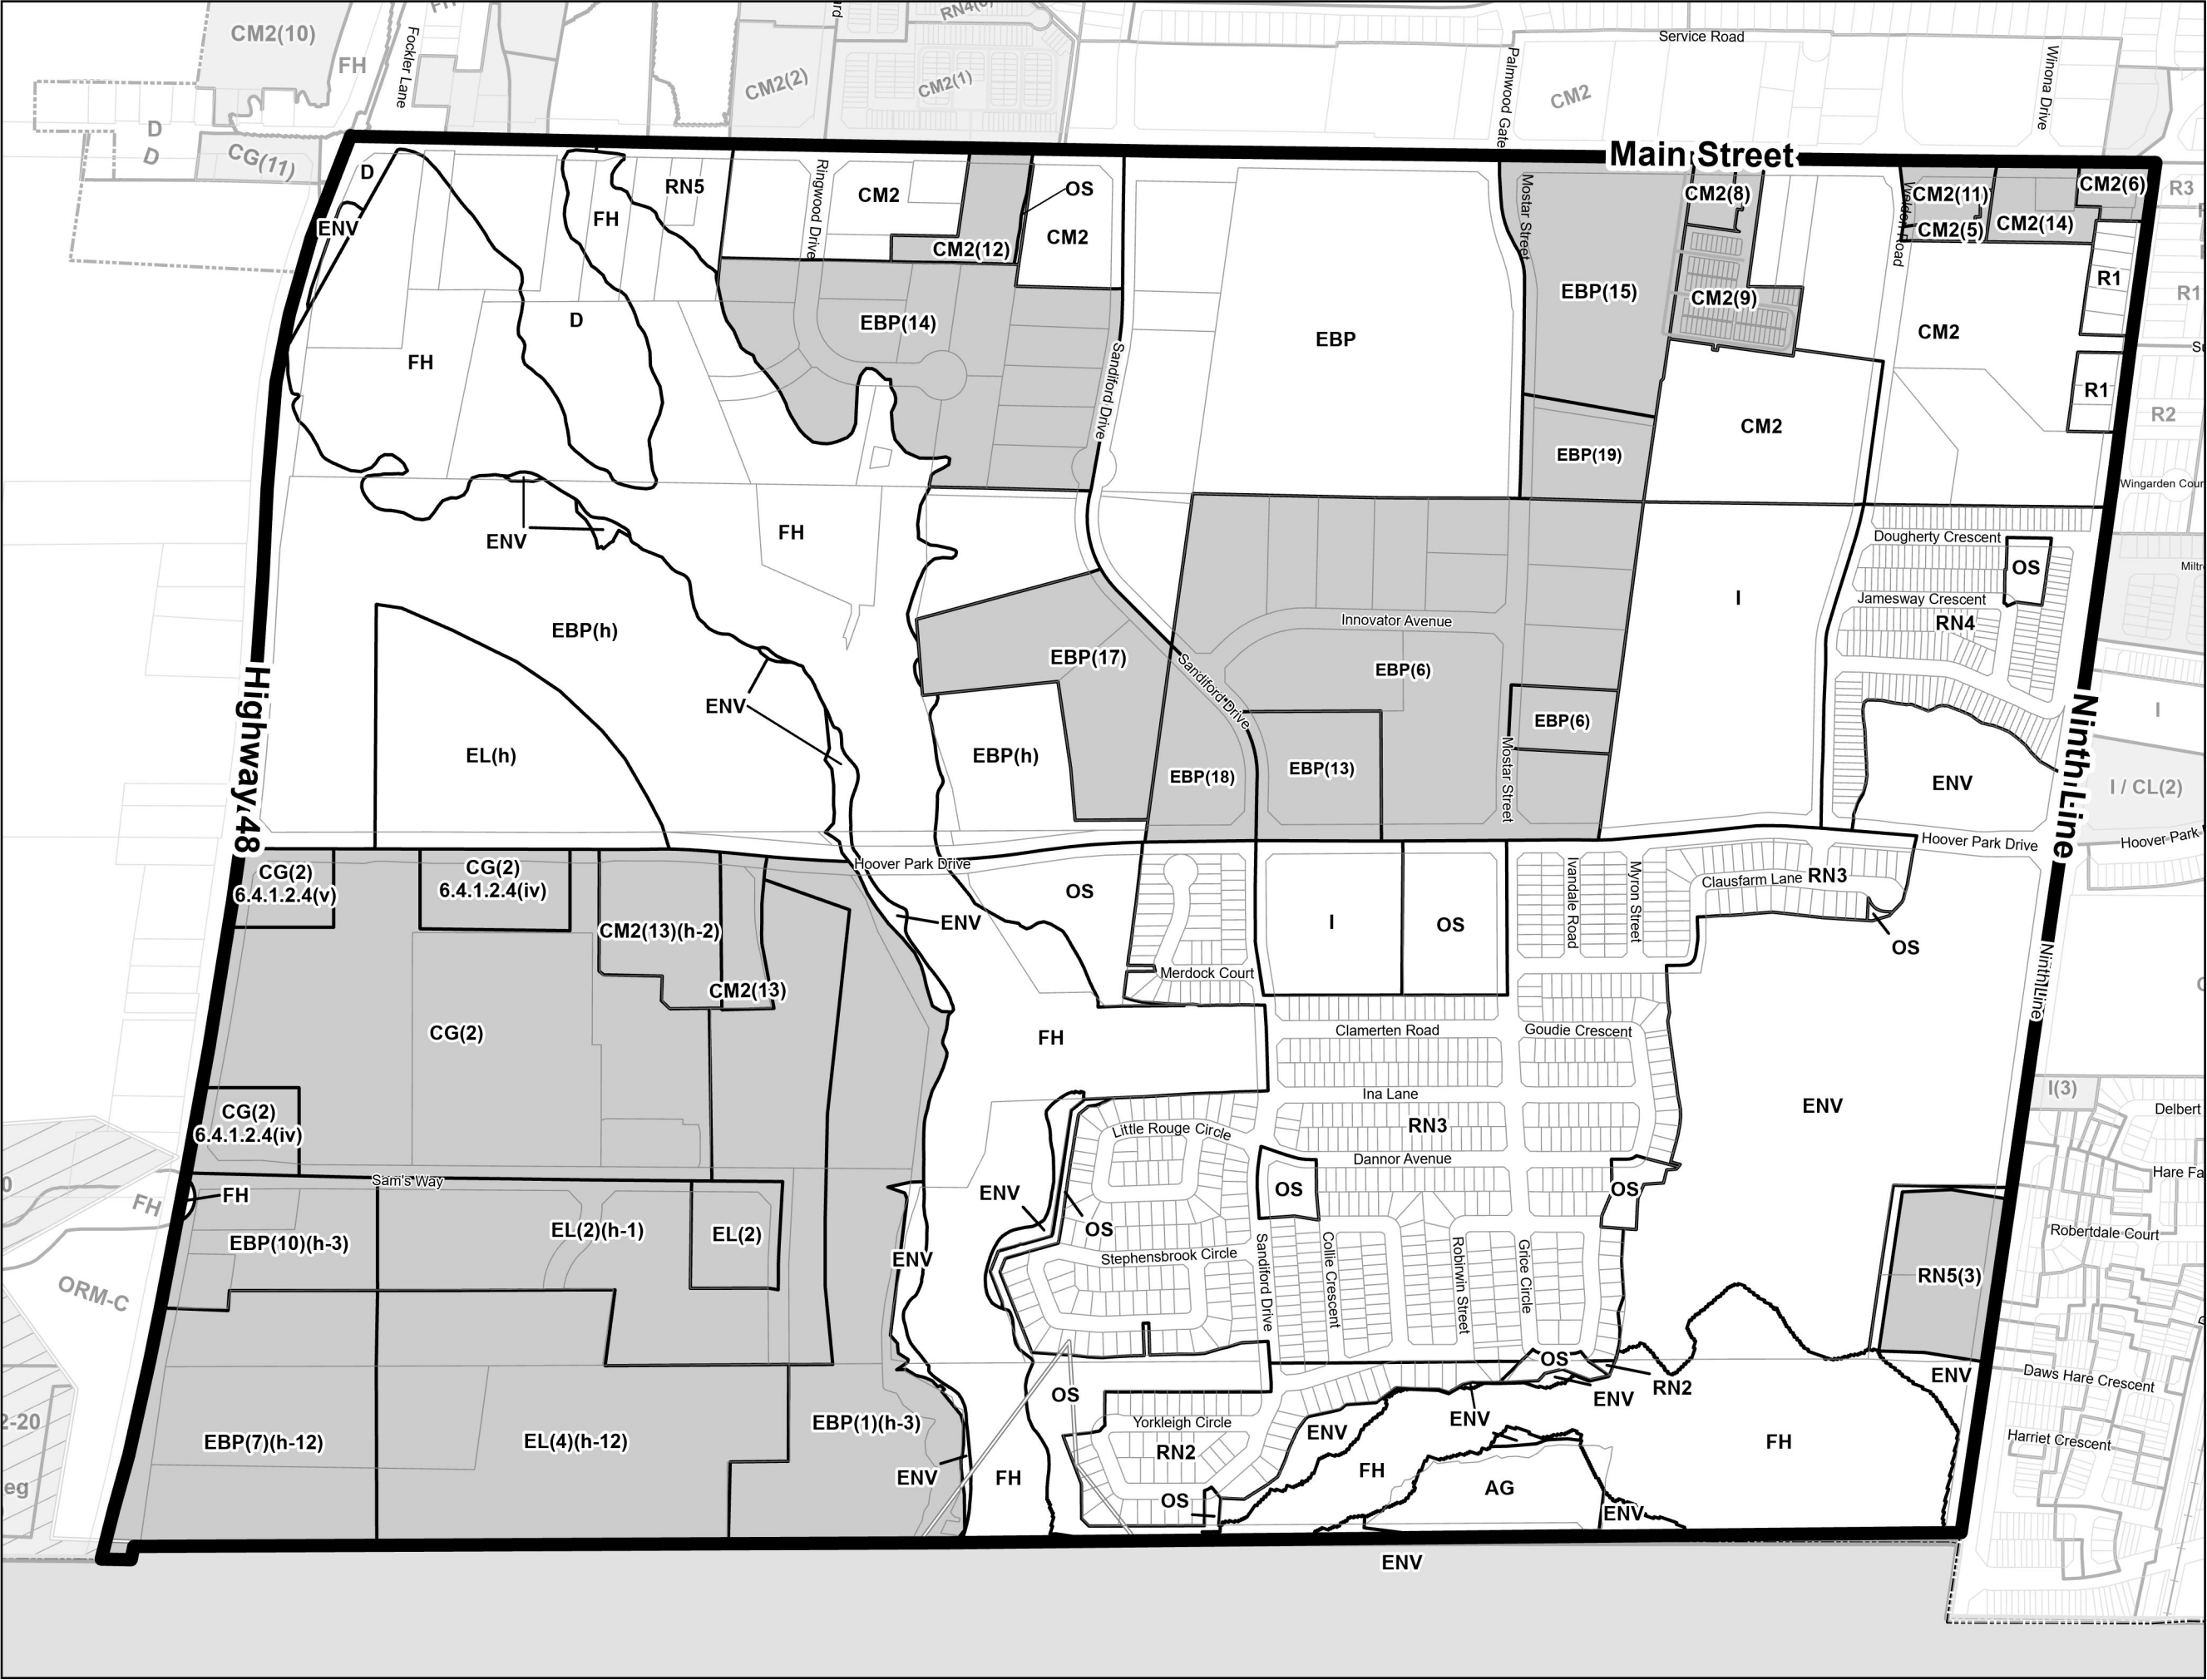 CM2(10)
FH
Fockler Lane
CM2(2)
CM2(1)
Palmwood Gate
Service Road
CM2
Winona Drive
D
D
CG(11)
Main Street
D
ENV
FH
RN5
Ringwood Drive
CM2
OS
CM2(12)
CM2
Mostar Street
CM2(8)
CM2(11)
CM2(5)
CM2(14)
CM2(6)
R3
R1
R1
FH
D
EBP(14)
Sandiford Drive
EBP
EBP(15)
CM2(9)
CM2
R1
R2
CM2
EBP(19)
ENV
FH
Dougherty Crescent
OS
Jamesway Crescent
RN4
I
EBP(h)
Innovator Avenue
EBP(17)
EBP(6)
Sandiford Drive
EBP(6)
I
Highway 48
ENV
EL(h)
EBP(h)
EBP(18)
EBP(13)
Mostar Street
ENV
Ninth Line
I / CL(2)
Hoover Park Drive
Hoover Park Drive
Hoover Park
CG(2)
6.4.1.2.4(v)
CG(2)
6.4.1.2.4(iv)
CM2(13)(h-2)
CM2(13)
OS
ENV
I
OS
Ivandale Road
Myron Street
Clausfarm Lane
RN3
OS
Merdock Court
Ninth Line
CG(2)
FH
Clamerten Road
Goudie Crescent
Ina Lane
RN3
ENV
I(3)
Delbert
CG(2)
6.4.1.2.4(iv)
Little Rouge Circle
Dannor Avenue
Hare Fa
Sam's Way
FH
FH
ENV
OS
OS
OS
EBP(10)(h-3)
EL(2)(h-1)
EL(2)
ENV
Stephensbrook Circle
Sandiford Drive
Collie Crescent
Robirwin Street
Grice Circle
RN5(3)
Robertdale Court
ORM-C
OS
RN2
ENV
ENV
Daws Hare Crescent
OS
EBP(7)(h-12)
EL(4)(h-12)
EBP(1)(h-3)
Yorkleigh Circle
RN2
ENV
ENV
FH
Harriet Crescent
ENV
FH
FH
AG
OS
ENV
ENV